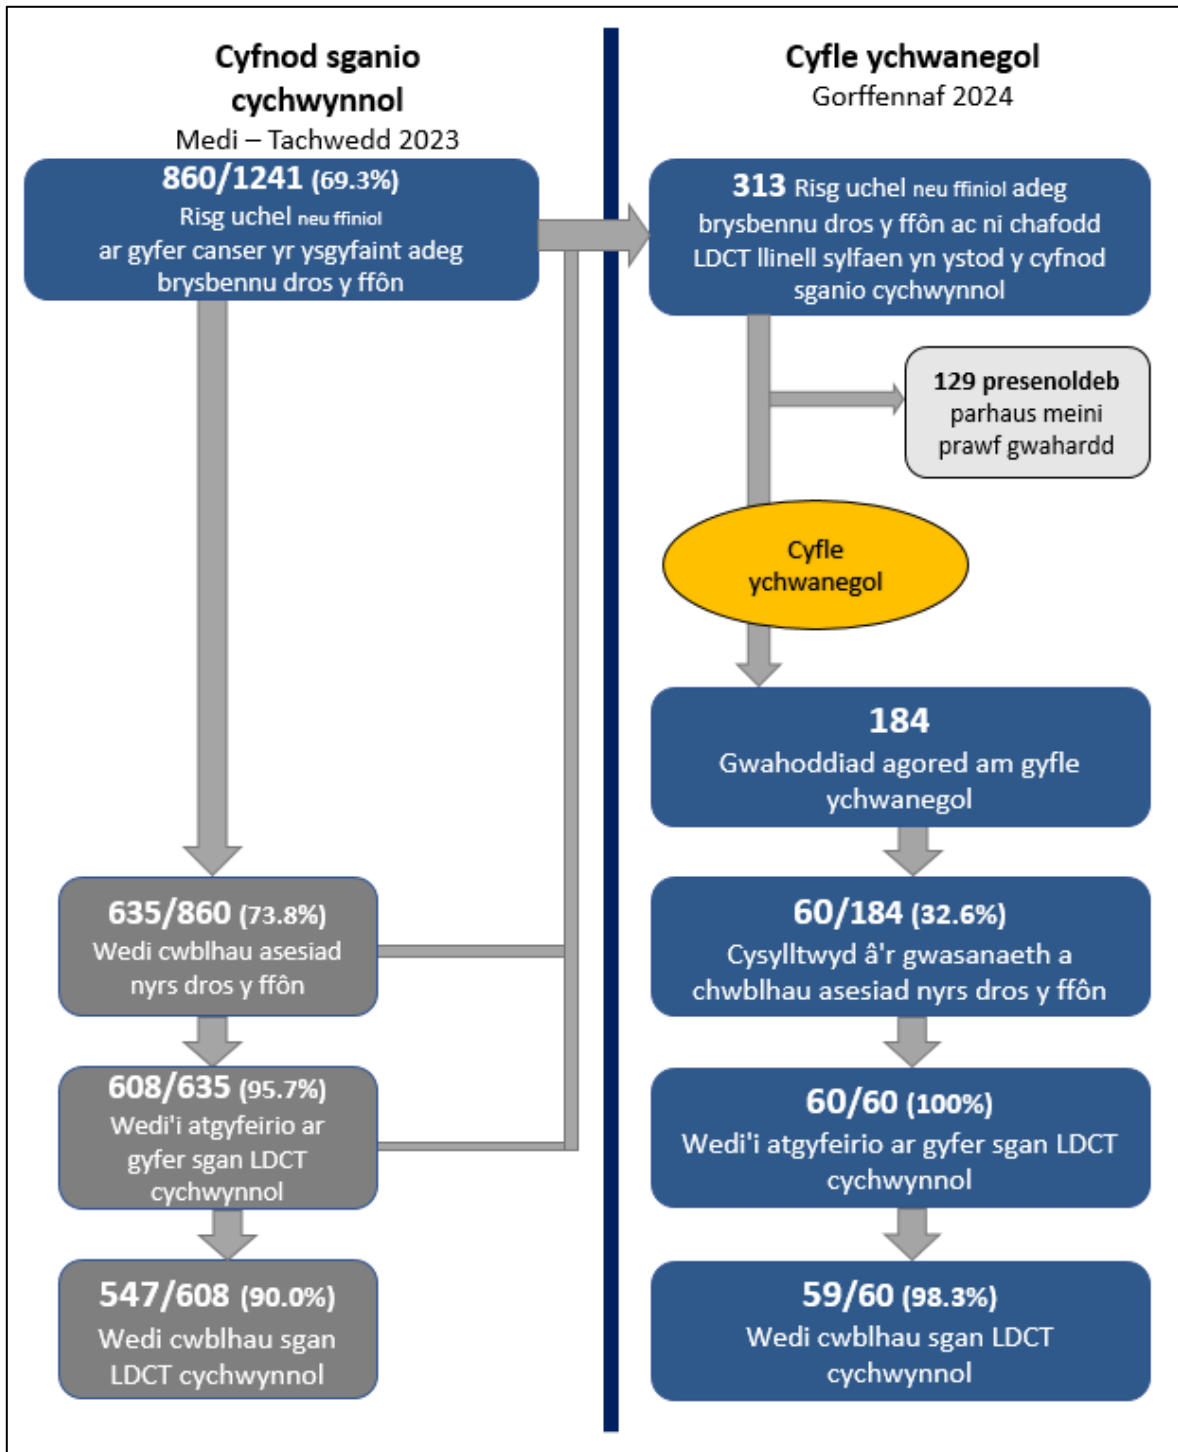 Cyfnod sganio
cychwynnol
Medi – Tachwedd 2023
860/1241 (69.3%)
Risg uchel neu ffiniol
ar gyfer canser yr ysgyfaint adeg
brysbennu dros y ffôn
635/860 (73.8%)
Wedi cwblhau asesiad
nyrs dros y ffôn
608/635 (95.7%)
Wedi'i atgyfeirio ar
gyfer sgan LDCT
cychwynnol
547/608 (90.0%)
Wedi cwblhau sgan
LDCT cychwynnol
Cyfle ychwanegol
Gorffennaf 2024
313 Risg uchel neu ffiniol adeg
brysbennu dros y ffôn ac ni chafodd
LDCT llinell sylfaen yn ystod y cyfnod
sganio cychwynnol
129 presenoldeb
parhaus meini
prawf gwahardd
Cyfle
ychwanegol
184
Gwahoddiad agored am gyfle
ychwanegol
60/184 (32.6%)
Cysylltwyd â'r gwasanaeth a
chwblhau asesiad nyrs dros y ffôn
60/60 (100%)
Wedi'i atgyfeirio ar gyfer sgan LDCT
cychwynnol
59/60 (98.3%)
Wedi cwblhau sgan LDCT
cychwynnol